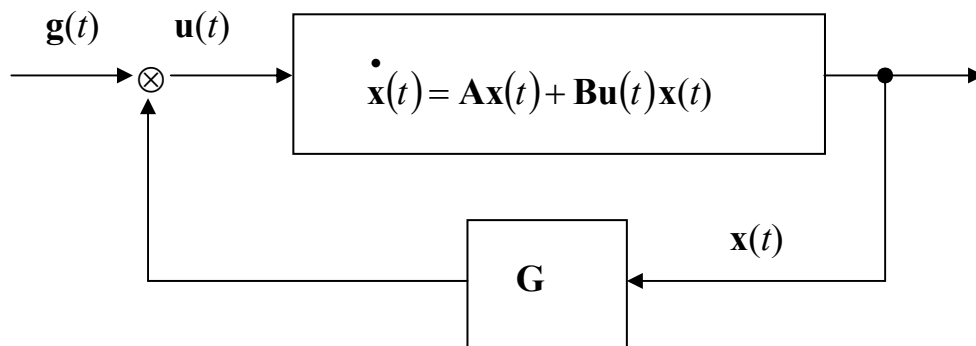 g(t)
u(t)
ẋ(t) = Ax(t) + Bu(t)x(t)
x(t)
G